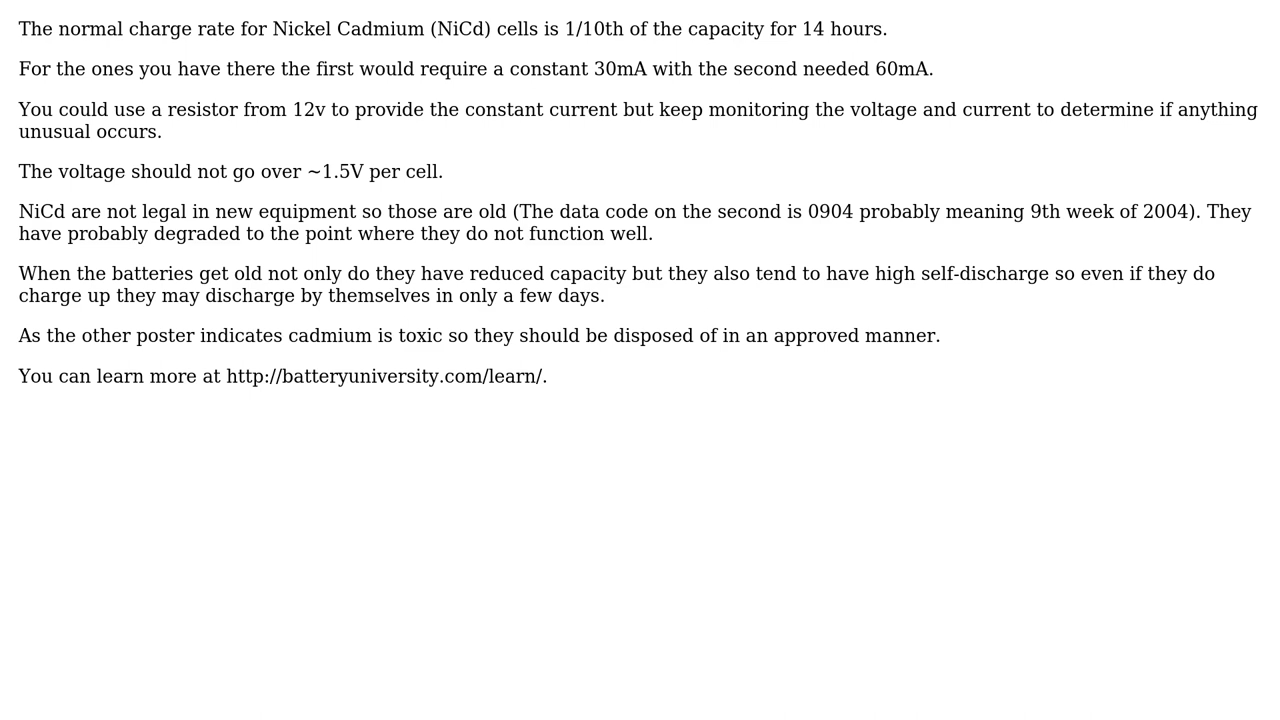 The normal charge rate for Nickel Cadmium (NiCd) cells is 1/10th of the capacity for 14 hours.
For the ones you have there the first would require a constant 30mA with the second needed 60mA.
You could use a resistor from 12v to provide the constant current but keep monitoring the voltage and current to determine if anything
unusual occurs.
The voltage should not go over ~1.5V per cell.
NiCd are not legal in new equipment so those are old (The data code on the second is 0904 probably meaning 9th week of 2004). They
have probably degraded to the point where they do not function well.
When the batteries get old not only do they have reduced capacity but they also tend to have high self-discharge so even if they do
charge up they may discharge by themselves in only a few days.
As the other poster indicates cadmium is toxic so they should be disposed of in an approved manner.
You can learn more at http://batteryuniversity.com/learn/.